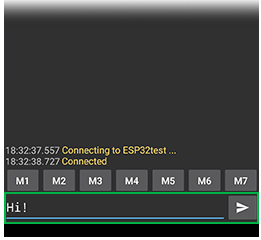 18:32:37.557 Connecting to ESP32test ...
18:32:38.727 Connected
M1 M2 M3 M4 M5 M6 M7
Hi!